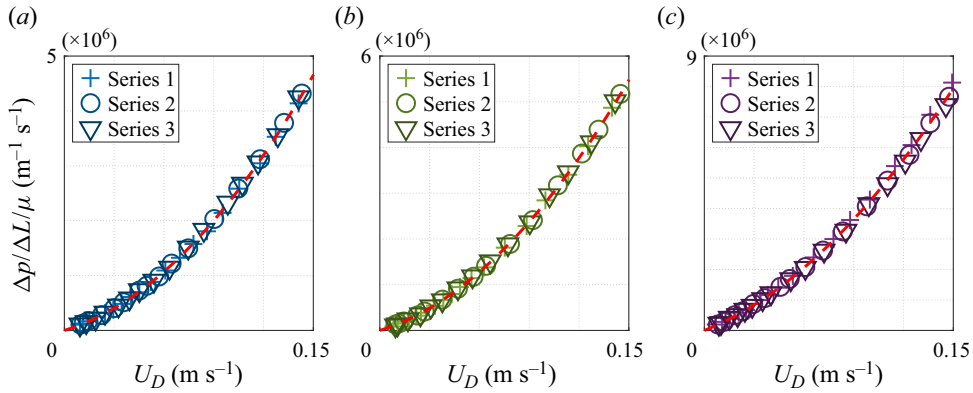 (a)
(b)
(c)
(×10⁶)
(×10⁶)
(×10⁶)
5
6
9
Series 1
Series 2
Series 3
Series 1
Series 2
Series 3
Series 1
Series 2
Series 3
Δp/ΔL/μ (m⁻¹ s⁻¹)
0
0.15
0
0.15
0
0.15
U_D (m s⁻¹)
U_D (m s⁻¹)
U_D (m s⁻¹)